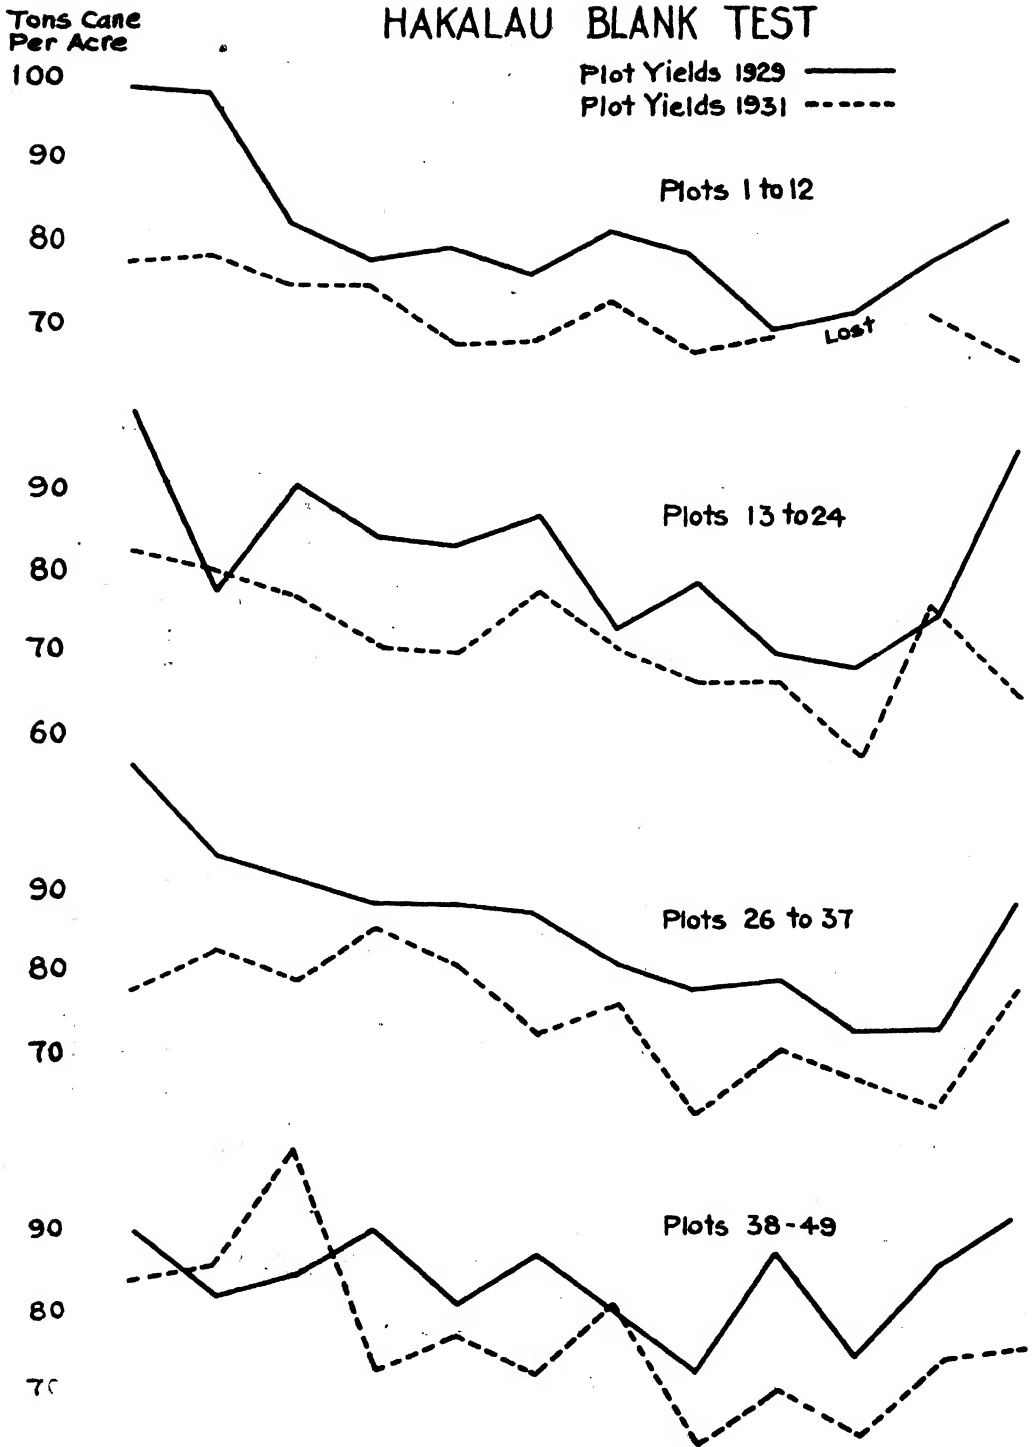 HAKALAU BLANK TEST
Tons Cane
Per Acre
Plot Yields 1929
Plot Yields 1931
100
90
80
70
Plots 1 to 12
Lost
90
80
70
60
Plots 13 to 24
90
80
70
Plots 26 to 37
90
80
Plots 38-49